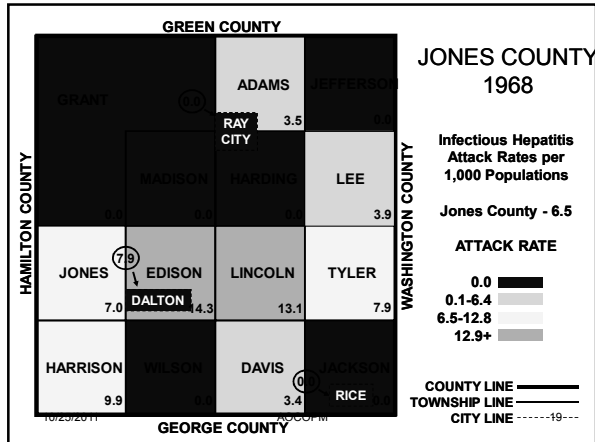 GREEN COUNTY
JONES COUNTY
1968
Infectious Hepatitis
Attack Rates per
1,000 Populations
Jones County - 6.5
ATTACK RATE
0.0
0.1-6.4
6.5-12.8
12.9+
COUNTY LINE
TOWNSHIP LINE
CITY LINE
19
HAMILTON COUNTY
WASHINGTON COUNTY
GRANT
0.0
0.0
RAY
CITY
ADAMS
3.5
JEFFERSON
0.0
MADISON
0.0
HARDING
0.0
LEE
3.9
JONES
7.0
7.9
DALTON
EDISON
14.3
LINCOLN
13.1
TYLER
7.9
HARRISON
9.9
WILSON
0.0
DAVIS
3.4
JACKSON
0.0
0.0
RICE
10/25/2011
AOCOPM
GEORGE COUNTY